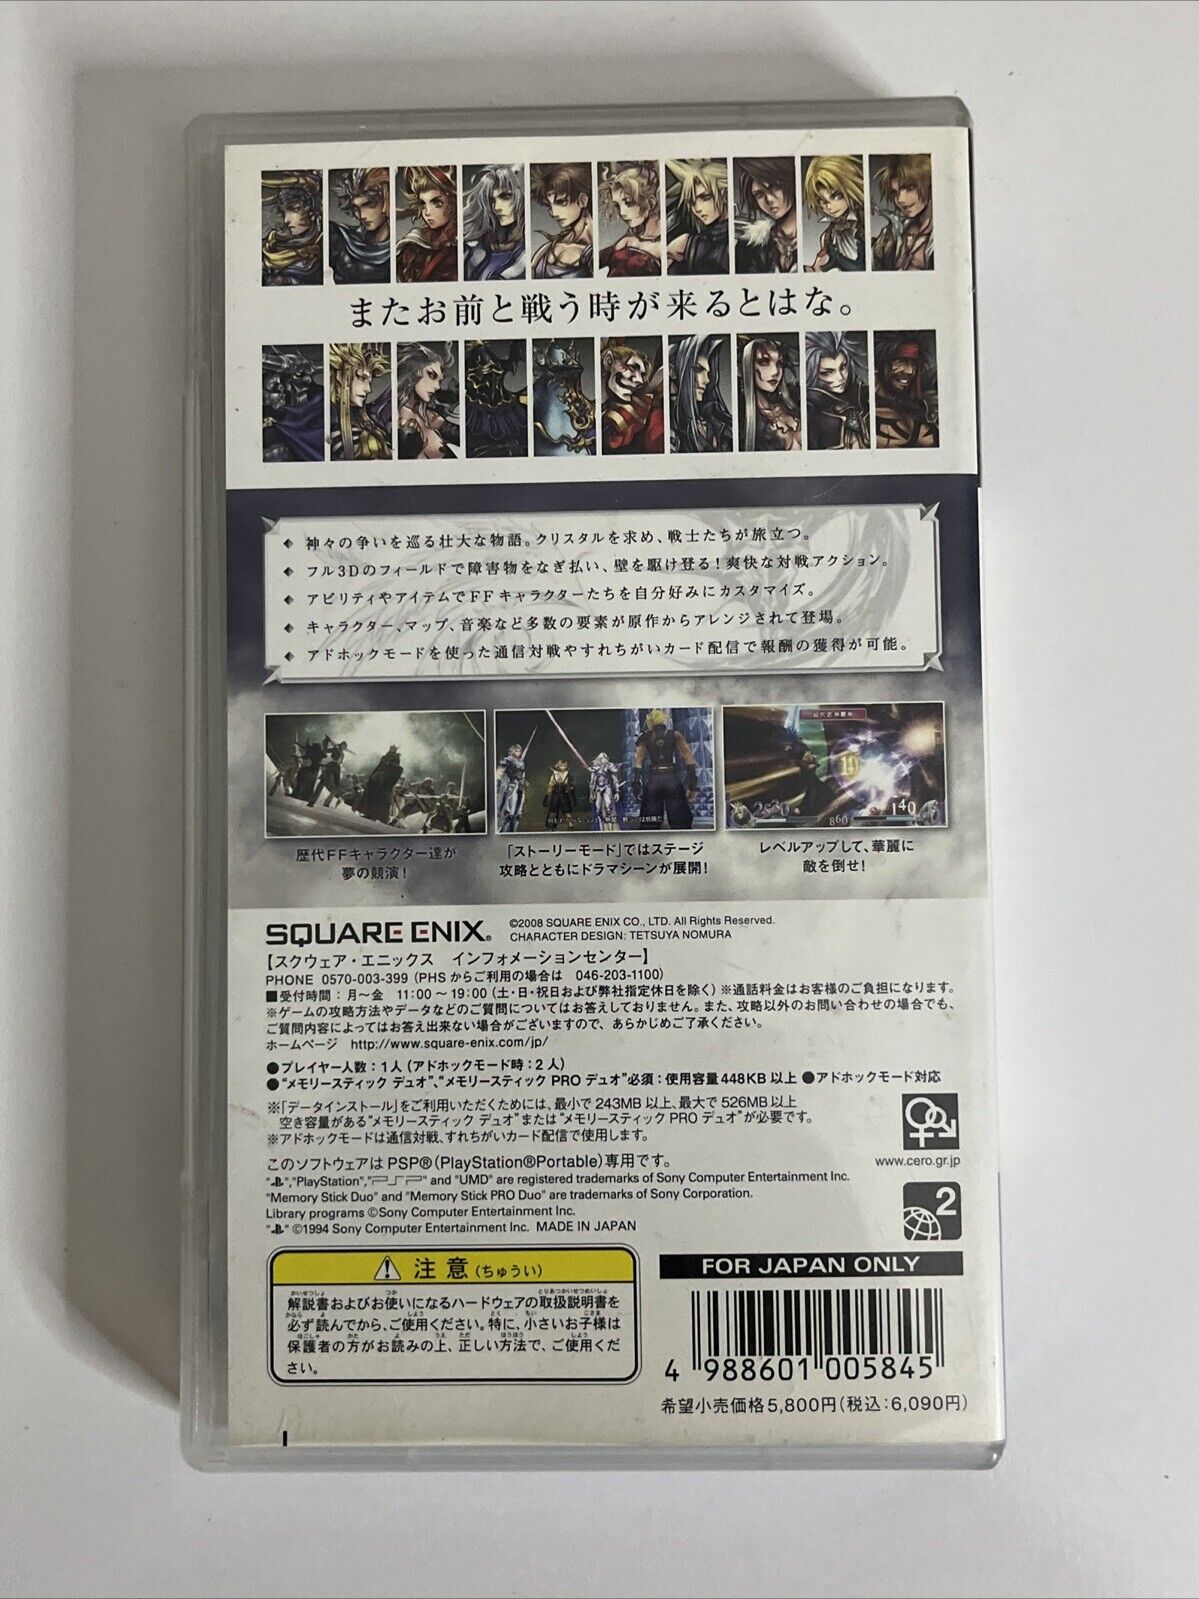 またお前と戦う時が来るとはな。
神々の争いを巡る壮大な物語。クリスタルを求め、戦士たちが旅立つ。
フル3Dのフィールドで障害物をなぎ払い、壁を駆け登る!爽快な対戦アクション。
アビリティやアイテムでFFキャラクターたちを自分好みにカスタマイズ。
キャラクター、マップ、音楽など多数の要素が原作からアレンジされて登場。
アドホックモードを使った通信対戦やすれちがいカード配信で報酬の獲得が可能。
10
140
860
歴代FFキャラクター達が
夢の競演!
「ストーリーモード」ではステージ
攻略とともにドラマシーンが展開!
レベルアップして、華麗に
敵を倒せ!
SQUARE ENIX®
©2008 SQUARE ENIX CO., LTD. All Rights Reserved.
CHARACTER DESIGN: TETSUYA NOMURA
【スクウェア・エニックス インフォメーションセンター】
PHONE 0570-003-399 (PHSからご利用の場合は 046-203-1100)
■受付時間:月~金 11:00~19:00(土・日・祝日および弊社指定休日を除く)※通話料金はお客様のご負担になります。
※ゲームの攻略方法やデータなどのご質問についてはお答えしておりません。また、攻略以外のお問い合わせの場合でも、
ご質問内容によってはお答え出来ない場合がございますので、あらかじめご了承ください。
ホームページ http://www.square-enix.com/jp/
●プレイヤー人数:1人(アドホックモード時:2人)
●"メモリースティック デュオ"、"メモリースティック PRO デュオ"必須:使用容量448KB以上 ●アドホックモード対応
※「データインストール」をご利用いただくためには、最小で243MB以上、最大で526MB以上
空き容量がある"メモリースティック デュオ"または"メモリースティック PRO デュオ"が必要です。
※アドホックモードは通信対戦、すれちがいカード配信で使用します。
このソフトウェアはPSP®(PlayStation®Portable)専用です。
www.cero.gr.jp
"","PlayStation","PSP" and "UMD" are registered trademarks of Sony Computer Entertainment Inc.
"Memory Stick Duo" and "Memory Stick PRO Duo" are trademarks of Sony Corporation.
Library programs ©Sony Computer Entertainment Inc.
"" ©1994 Sony Computer Entertainment Inc. MADE IN JAPAN
2
注意(ちゅうい)
解説書およびお使いになるハードウェアの取扱説明書を
必ず読んでから、ご使用ください。特に、小さいお子様は
保護者の方がお読みの上、正しい方法で、ご使用くだ
さい。
FOR JAPAN ONLY
4 988601 005845
希望小売価格5,800円(税込:6,090円)